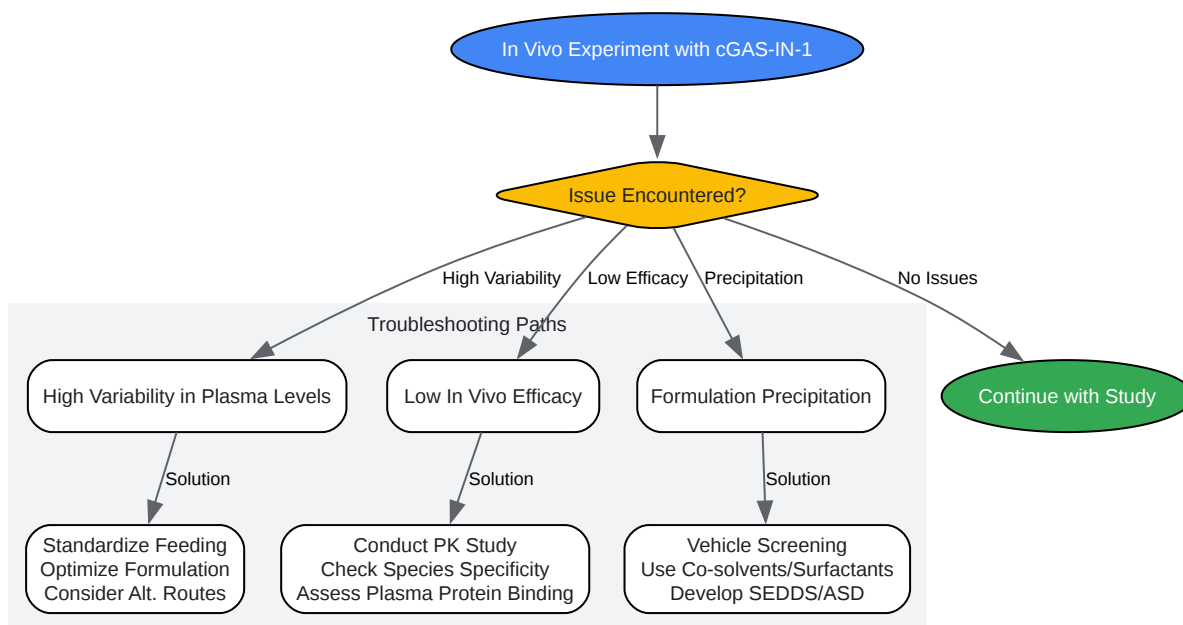 In Vivo Experiment with cGAS-IN-1
Issue Encountered?
High Variability
Low Efficacy
Precipitation
No Issues
Troubleshooting Paths
High Variability in Plasma Levels
Low In Vivo Efficacy
Formulation Precipitation
Continue with Study
Solution
Solution
Solution
Standardize Feeding
Optimize Formulation
Consider Alt. Routes
Conduct PK Study
Check Species Specificity
Assess Plasma Protein Binding
Vehicle Screening
Use Co-solvents/Surfactants
Develop SEDDS/ASD